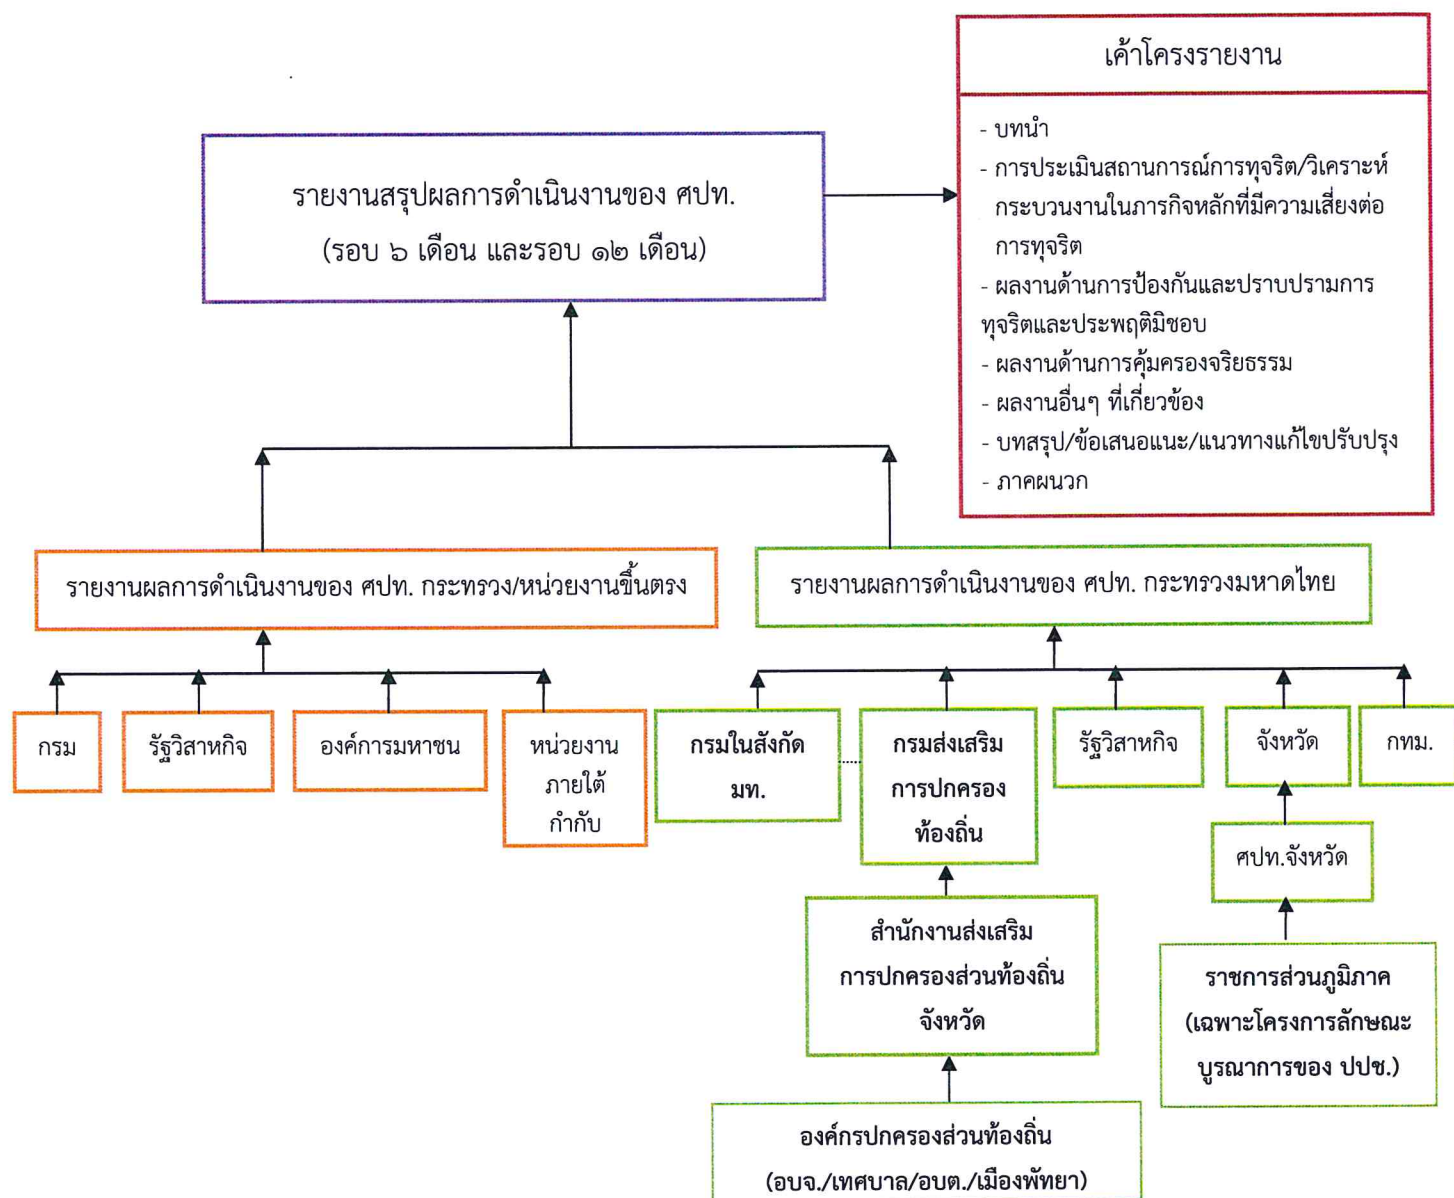 เค้าโครงรายงาน
- บทนำ
- การประเมินสถานการณ์การทุจริต/วิเคราะห์
กระบวนงานในภารกิจหลักที่มีความเสี่ยงต่อ
การทุจริต
- ผลงานด้านการป้องกันและปราบปรามการ
ทุจริตและประพฤติมิชอบ
- ผลงานด้านการคุ้มครองจริยธรรม
- ผลงานอื่นๆ ที่เกี่ยวข้อง
- บทสรุป/ข้อเสนอแนะ/แนวทางแก้ไขปรับปรุง
- ภาคผนวก
รายงานสรุปผลการดำเนินงานของ ศปท.
(รอบ ๖ เดือน และรอบ ๑๒ เดือน)
รายงานผลการดำเนินงานของ ศปท. กระทรวง/หน่วยงานขึ้นตรง
รายงานผลการดำเนินงานของ ศปท. กระทรวงมหาดไทย
กรม
รัฐวิสาหกิจ
องค์การมหาชน
หน่วยงาน
ภายใต้
กำกับ
กรมในสังกัด
มท.
กรมส่งเสริม
การปกครอง
ท้องถิ่น
รัฐวิสาหกิจ
จังหวัด
กทม.
ศปท.จังหวัด
สำนักงานส่งเสริม
การปกครองส่วนท้องถิ่น
จังหวัด
ราชการส่วนภูมิภาค
(เฉพาะโครงการลักษณะ
บูรณาการของ ปปช.)
องค์กรปกครองส่วนท้องถิ่น
(อบจ./เทศบาล/อบต./เมืองพัทยา)